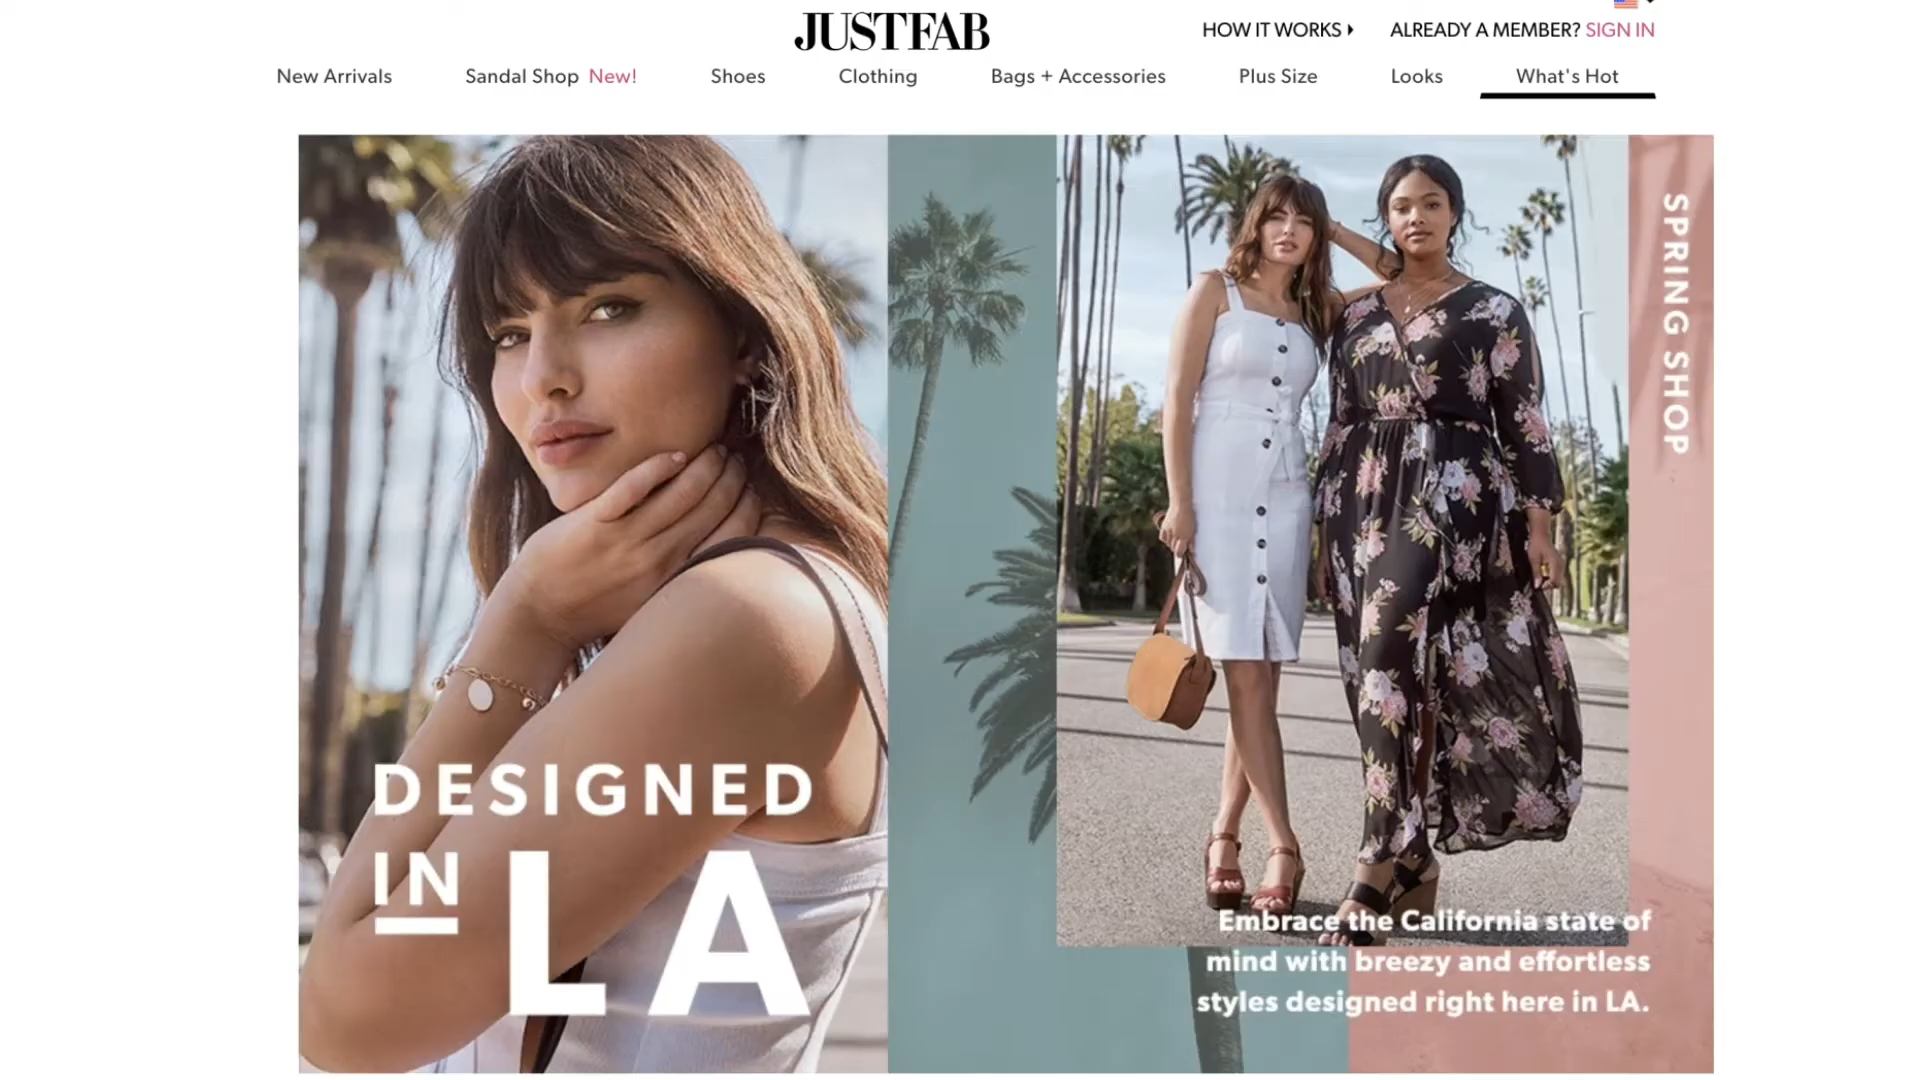 JUSTFAB
HOW IT WORKS
ALREADY A MEMBER? SIGN IN
New Arrivals
Sandal Shop New!
Shoes
Clothing
Bags + Accessories
Plus Size
Looks
What's Hot
DESIGNED
IN LA
SPRING SHOP
Embrace the California state of
mind with breezy and effortless
styles designed right here in LA.